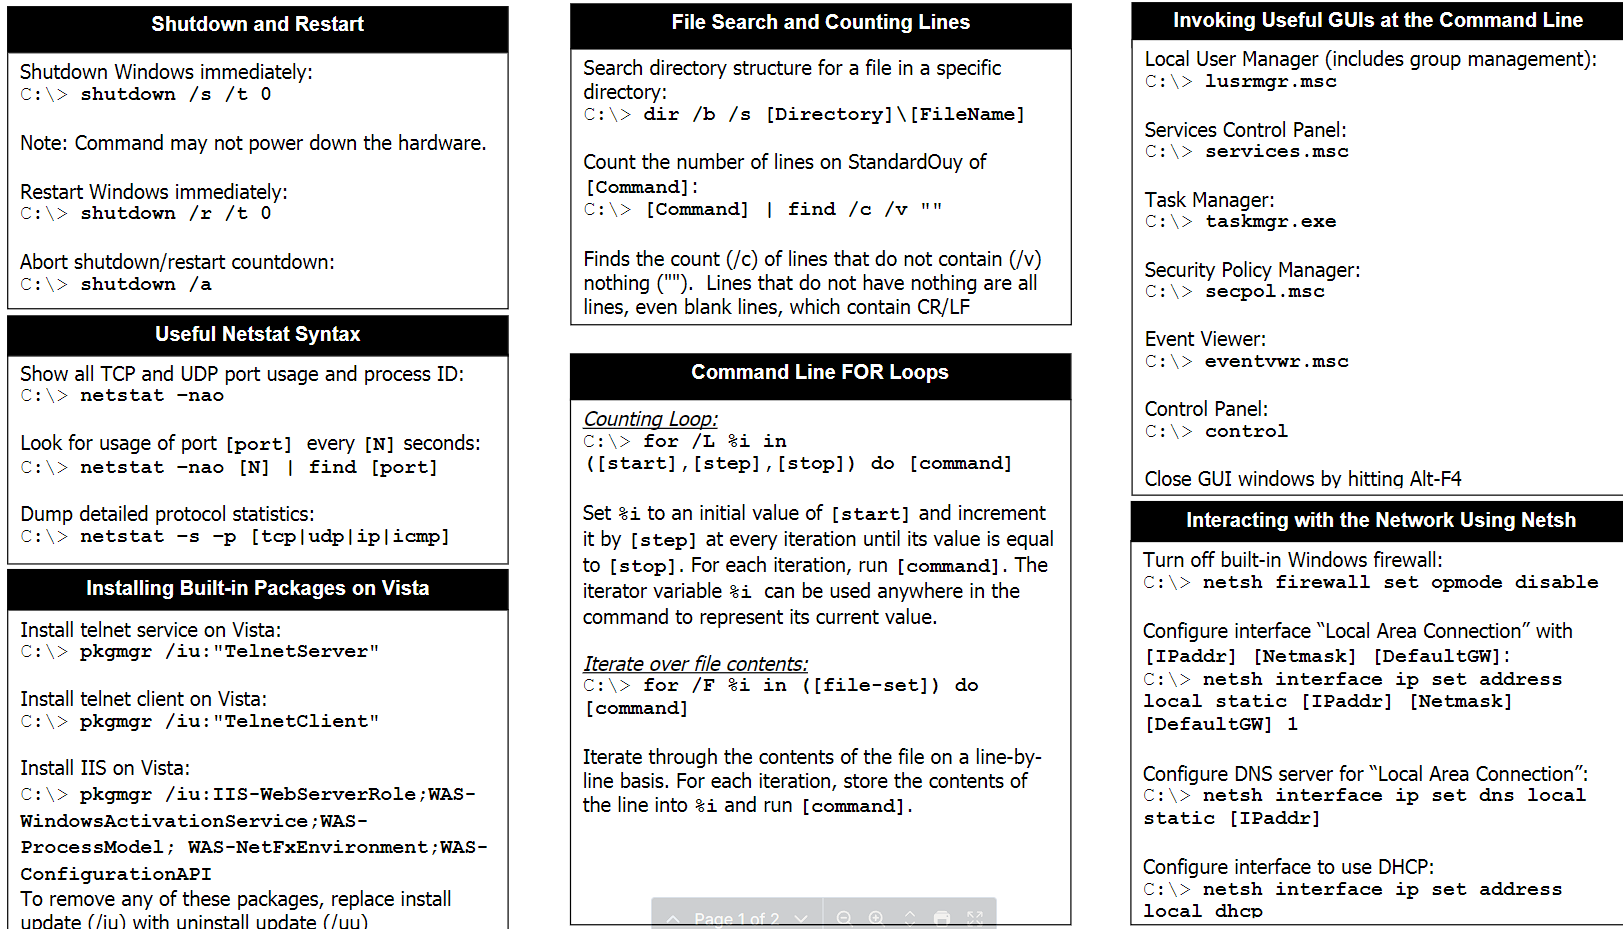 Shutdown and Restart
Shutdown Windows immediately:
C:\> shutdown /s /t 0
Note: Command may not power down the hardware.
Restart Windows immediately:
C:\> shutdown /r /t 0
Abort shutdown/restart countdown:
C:\> shutdown /a
Useful Netstat Syntax
Show all TCP and UDP port usage and process ID:
C:\> netstat –nao
Look for usage of port [port] every [N] seconds:
C:\> netstat –nao [N] | find [port]
Dump detailed protocol statistics:
C:\> netstat –s –p [tcp|udp|ip|icmp]
Installing Built-in Packages on Vista
Install telnet service on Vista:
C:\> pkgmgr /iu:"TelnetServer"
Install telnet client on Vista:
C:\> pkgmgr /iu:"TelnetClient"
Install IIS on Vista:
C:\> pkgmgr /iu:IIS-WebServerRole;WAS-
WindowsActivationService;WAS-
ProcessModel; WAS-NetFxEnvironment;WAS-
ConfigurationAPI
To remove any of these packages, replace install
update (/iu) with uninstall update (/uu)
File Search and Counting Lines
Search directory structure for a file in a specific
directory:
C:\> dir /b /s [Directory]\[FileName]
Count the number of lines on StandardOuy of
[Command]:
C:\> [Command] | find /c /v ""
Finds the count (/c) of lines that do not contain (/v)
nothing (""). Lines that do not have nothing are all
lines, even blank lines, which contain CR/LF
Command Line FOR Loops
Counting Loop:
C:\> for /L %i in
([start],[step],[stop]) do [command]
Set %i to an initial value of [start] and increment
it by [step] at every iteration until its value is equal
to [stop]. For each iteration, run [command]. The
iterator variable %i can be used anywhere in the
command to represent its current value.
Iterate over file contents:
C:\> for /F %i in ([file-set]) do
[command]
Iterate through the contents of the file on a line-by-
line basis. For each iteration, store the contents of
the line into %i and run [command].
Page 1 of 2
Invoking Useful GUIs at the Command Line
Local User Manager (includes group management):
C:\> lusrmgr.msc
Services Control Panel:
C:\> services.msc
Task Manager:
C:\> taskmgr.exe
Security Policy Manager:
C:\> secpol.msc
Event Viewer:
C:\> eventvwr.msc
Control Panel:
C:\> control
Close GUI windows by hitting Alt-F4
Interacting with the Network Using Netsh
Turn off built-in Windows firewall:
C:\> netsh firewall set opmode disable
Configure interface “Local Area Connection” with
[IPaddr] [Netmask] [DefaultGW]:
C:\> netsh interface ip set address
local static [IPaddr] [Netmask]
[DefaultGW] 1
Configure DNS server for “Local Area Connection”:
C:\> netsh interface ip set dns local
static [IPaddr]
Configure interface to use DHCP:
C:\> netsh interface ip set address
local dhcp